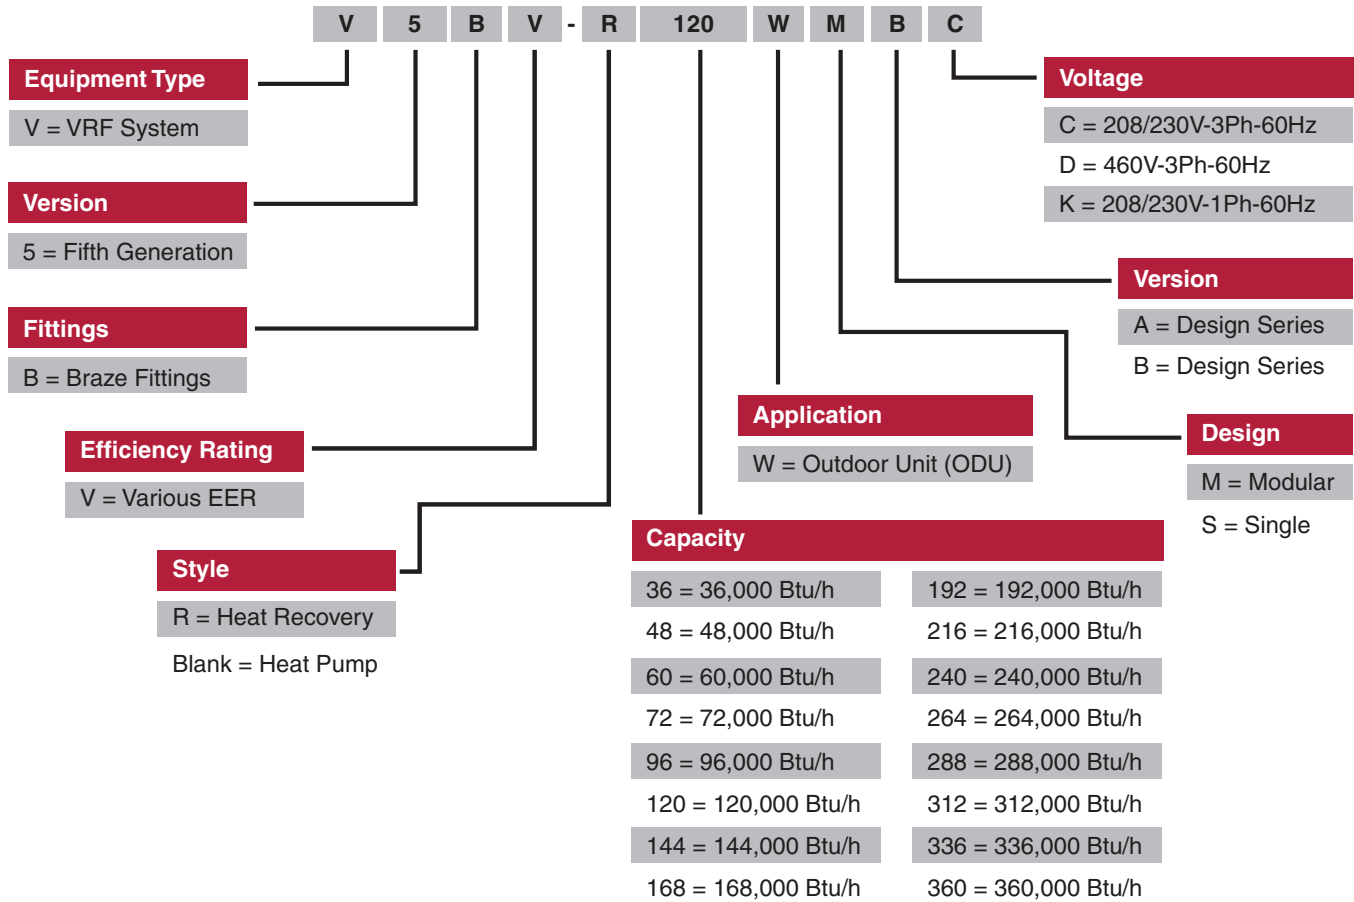 V 5 B V - R 120 W M B C
Equipment Type
V = VRF System
Version
5 = Fifth Generation
Fittings
B = Braze Fittings
Efficiency Rating
V = Various EER
Style
R = Heat Recovery
Blank = Heat Pump
Capacity
36 = 36,000 Btu/h
48 = 48,000 Btu/h
60 = 60,000 Btu/h
72 = 72,000 Btu/h
96 = 96,000 Btu/h
120 = 120,000 Btu/h
144 = 144,000 Btu/h
168 = 168,000 Btu/h
192 = 192,000 Btu/h
216 = 216,000 Btu/h
240 = 240,000 Btu/h
264 = 264,000 Btu/h
288 = 288,000 Btu/h
312 = 312,000 Btu/h
336 = 336,000 Btu/h
360 = 360,000 Btu/h
Application
W = Outdoor Unit (ODU)
Design
M = Modular
S = Single
Version
A = Design Series
B = Design Series
Voltage
C = 208/230V-3Ph-60Hz
D = 460V-3Ph-60Hz
K = 208/230V-1Ph-60Hz